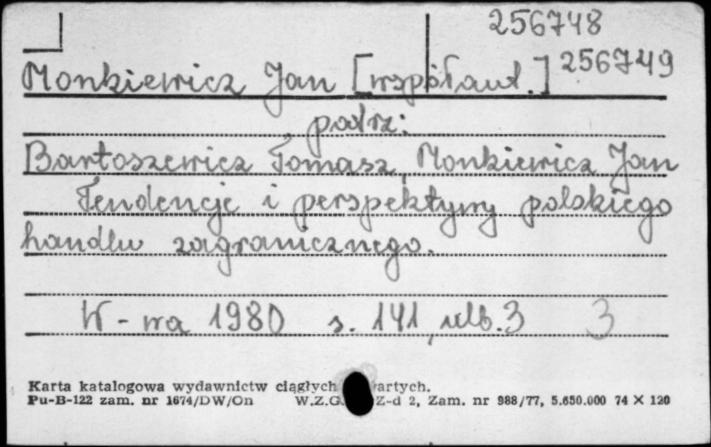 256748
Monkiewicz Jan [współaut.] 256749
patrz:
Bartoszewicz Tomasz, Monkiewicz Jan
Tendencje i perspektywy polskiego
handlu zagranicznego.
W-wa 1980 s. 141, nlb. 3 3
Karta katalogowa wydawnictw ciągłych
Pu-B-122 zam. nr 1674/DW/On W.Z.G. Z-d 2, Zam. nr 988/77, 5.650.000 74 X 120